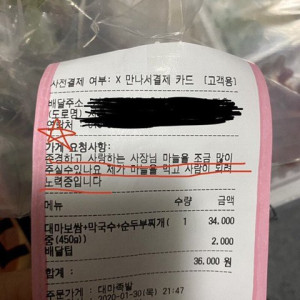 사전결제 여부: X 만나서결제 카드 [고객용]
배달주소
(도로명)
연락처
가게 요청사항:
존경하고 사랑하는 사장님 마늘을 조금 많이
주실수있나요 제가 마늘을 먹고 사람이 되려
노력중입니다
메뉴 수량 금액
대마보쌈+막국수+순두부찌개( 1 34,000
중(450g))
배달팁 2,000
합계 : 36,000 원
주문가게 : 대마족발
2020-01-30(목) 21:47